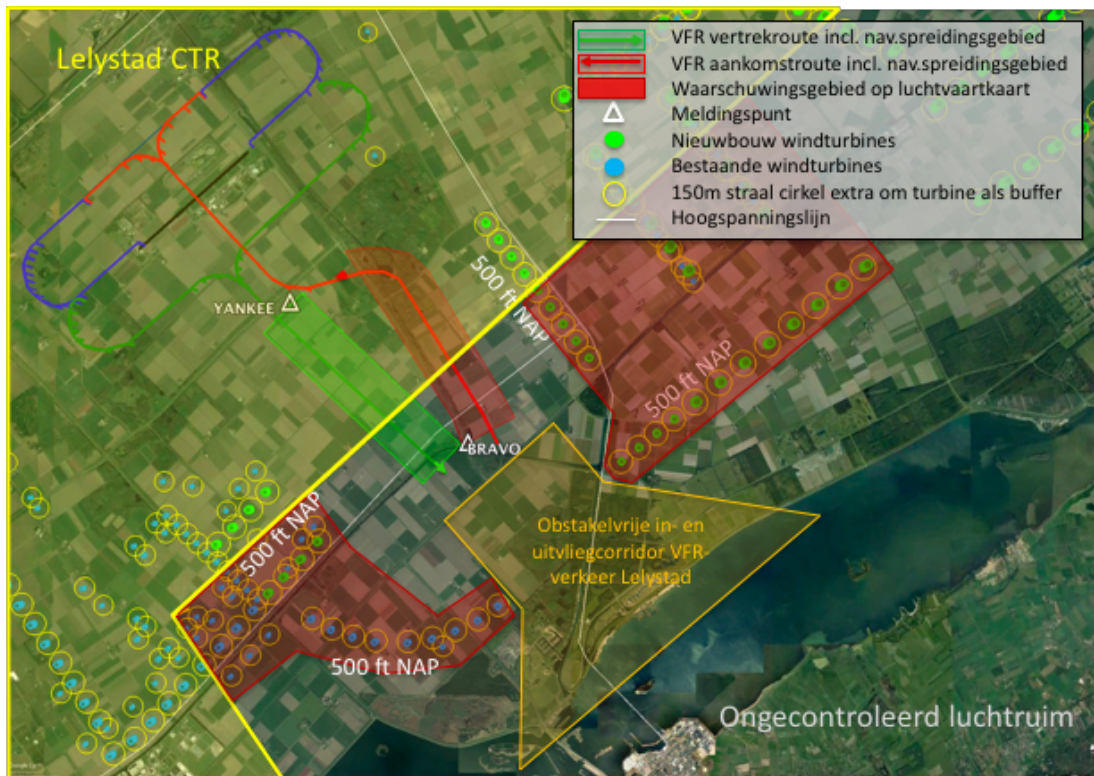 Lelystad CTR
VFR vertrekroute incl. nav.spreidingsgebied
VFR aankomstroute incl. nav.spreidingsgebied
Waarschuwingsgebied op luchtvaartkaart
Meldingspunt
Nieuwbouw windturbines
Bestaande windturbines
150m straal cirkel extra om turbine als buffer
Hoogspanningslijn
500 ft NAP
YANKEE
500 ft NAP
BRAVO
500 ft NAP
Obstakelvrije in- en
uitvliegcorridor VFR-
verkeer Lelystad
500 ft NAP
Ongecontroleerd luchtruim